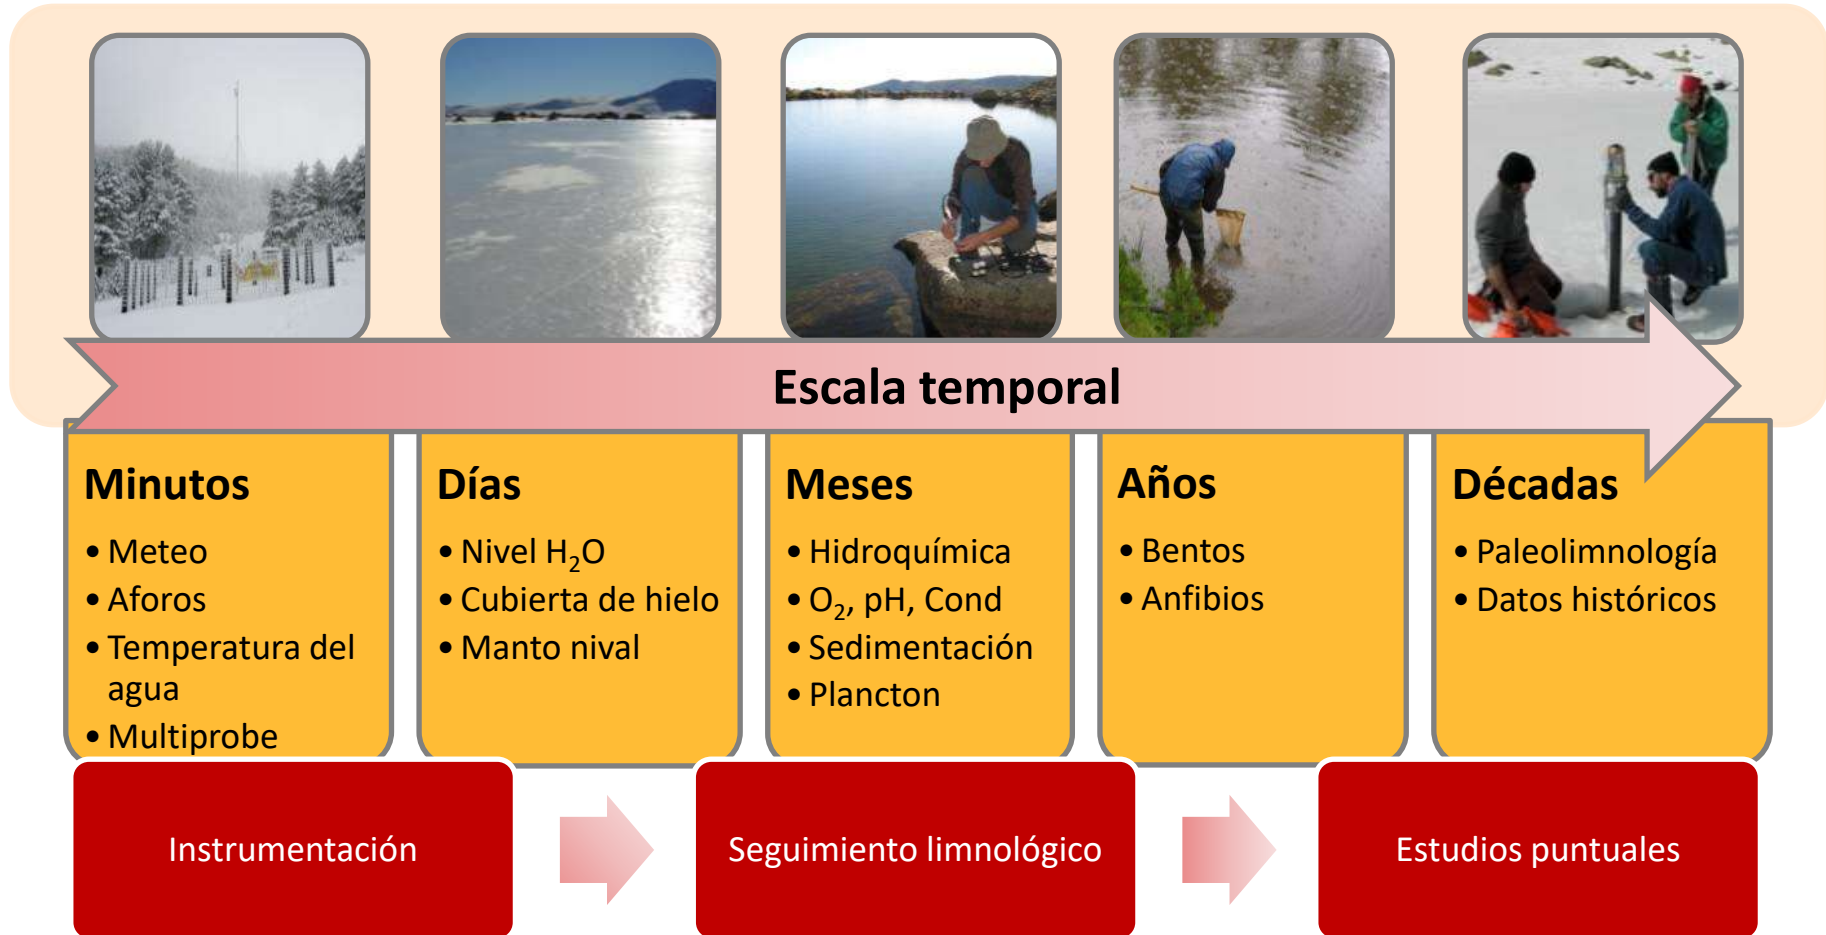 Escala temporal
Minutos
• Meteo
• Aforos
• Temperatura del
agua
• Multiprobe
Días
• Nivel H₂O
• Cubierta de hielo
• Manto nival
Meses
• Hidroquímica
• O₂, pH, Cond
• Sedimentación
• Plancton
Años
• Bentos
• Anfibios
Décadas
• Paleolimnología
• Datos históricos
Instrumentación
Seguimiento limnológico
Estudios puntuales